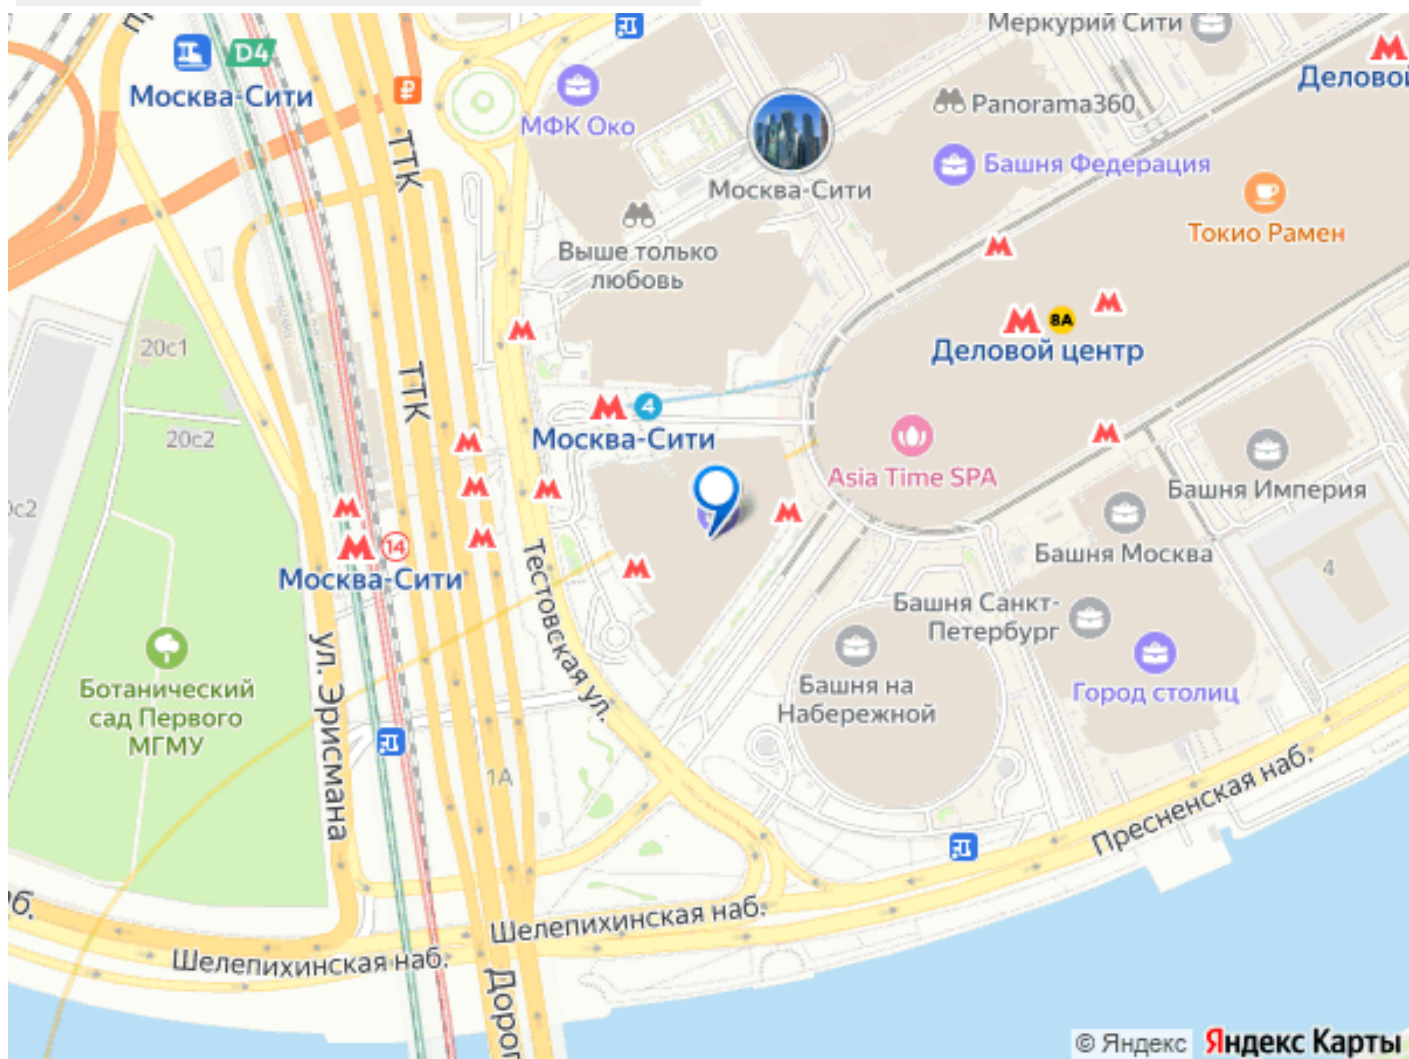 Меркурий Сити
D4
Москва-Сити
Деловой
₽
Panorama360
МФК Око
ТТК
Башня Федерация
Москва-Сити
Токио Рамен
Выше только
любовь
8А
Деловой центр
20с1
ТТК
4
Москва-Сити
20с2
Asia Time SPA
Башня Империя
с2
14
Москва-Сити
Башня Москва
4
Тестовская ул.
Башня Санкт-
Петербург
ул. Эрисмана
Ботанический
сад Первого
МГМУ
Башня на
Набережной
Город столиц
1А
Пресненская наб.
об.
Шелепихинская наб.
Шелепихинская наб.
Дорог
© Яндекс
Яндекс Карты